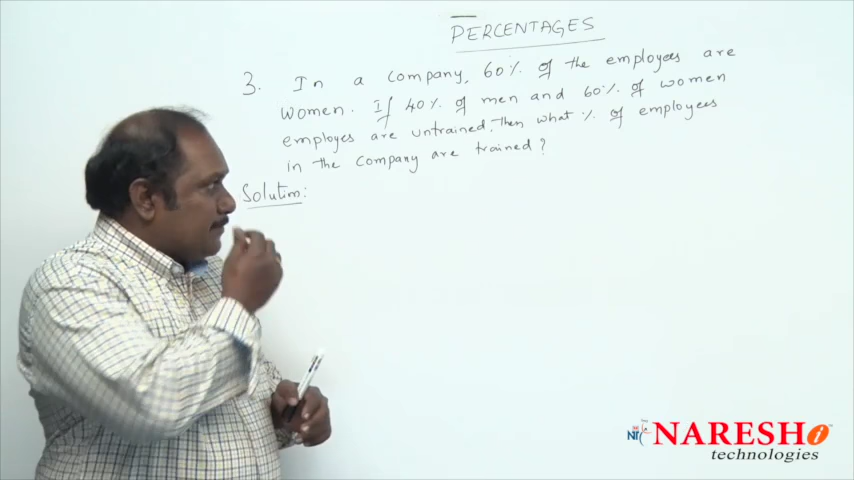 PERCENTAGES
3. In a company, 60% of the employees are
women. If 40% of men and 60% of women
employes are untrained, then what % of employees
in the company are trained?
Solution:
NARESH i
technologies